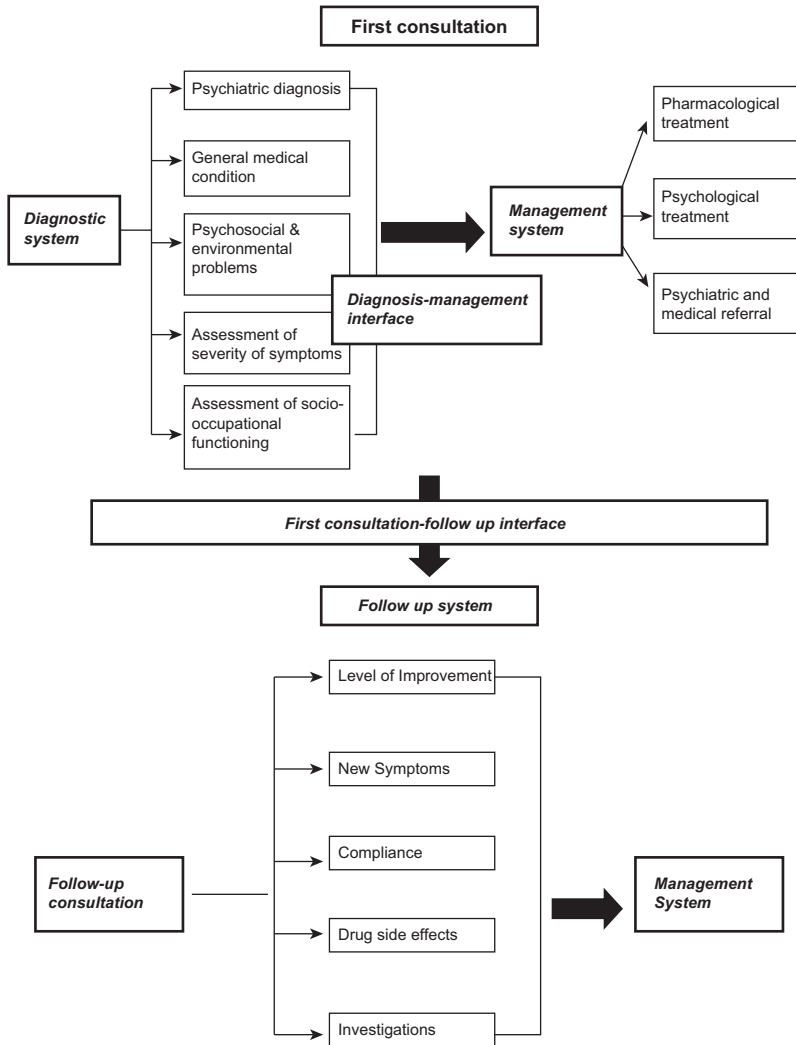 First consultation
Psychiatric diagnosis
General medical
condition
Diagnostic
system
Psychosocial &
environmental
problems
Assessment of
severity of symptoms
Assessment of socio-
occupational
functioning
Diagnosis-management
interface
Management
system
Pharmacological
treatment
Psychological
treatment
Psychiatric and
medical referral
First consultation-follow up interface
Follow up system
Follow-up
consultation
Level of Improvement
New Symptoms
Compliance
Drug side effects
Investigations
Management
System